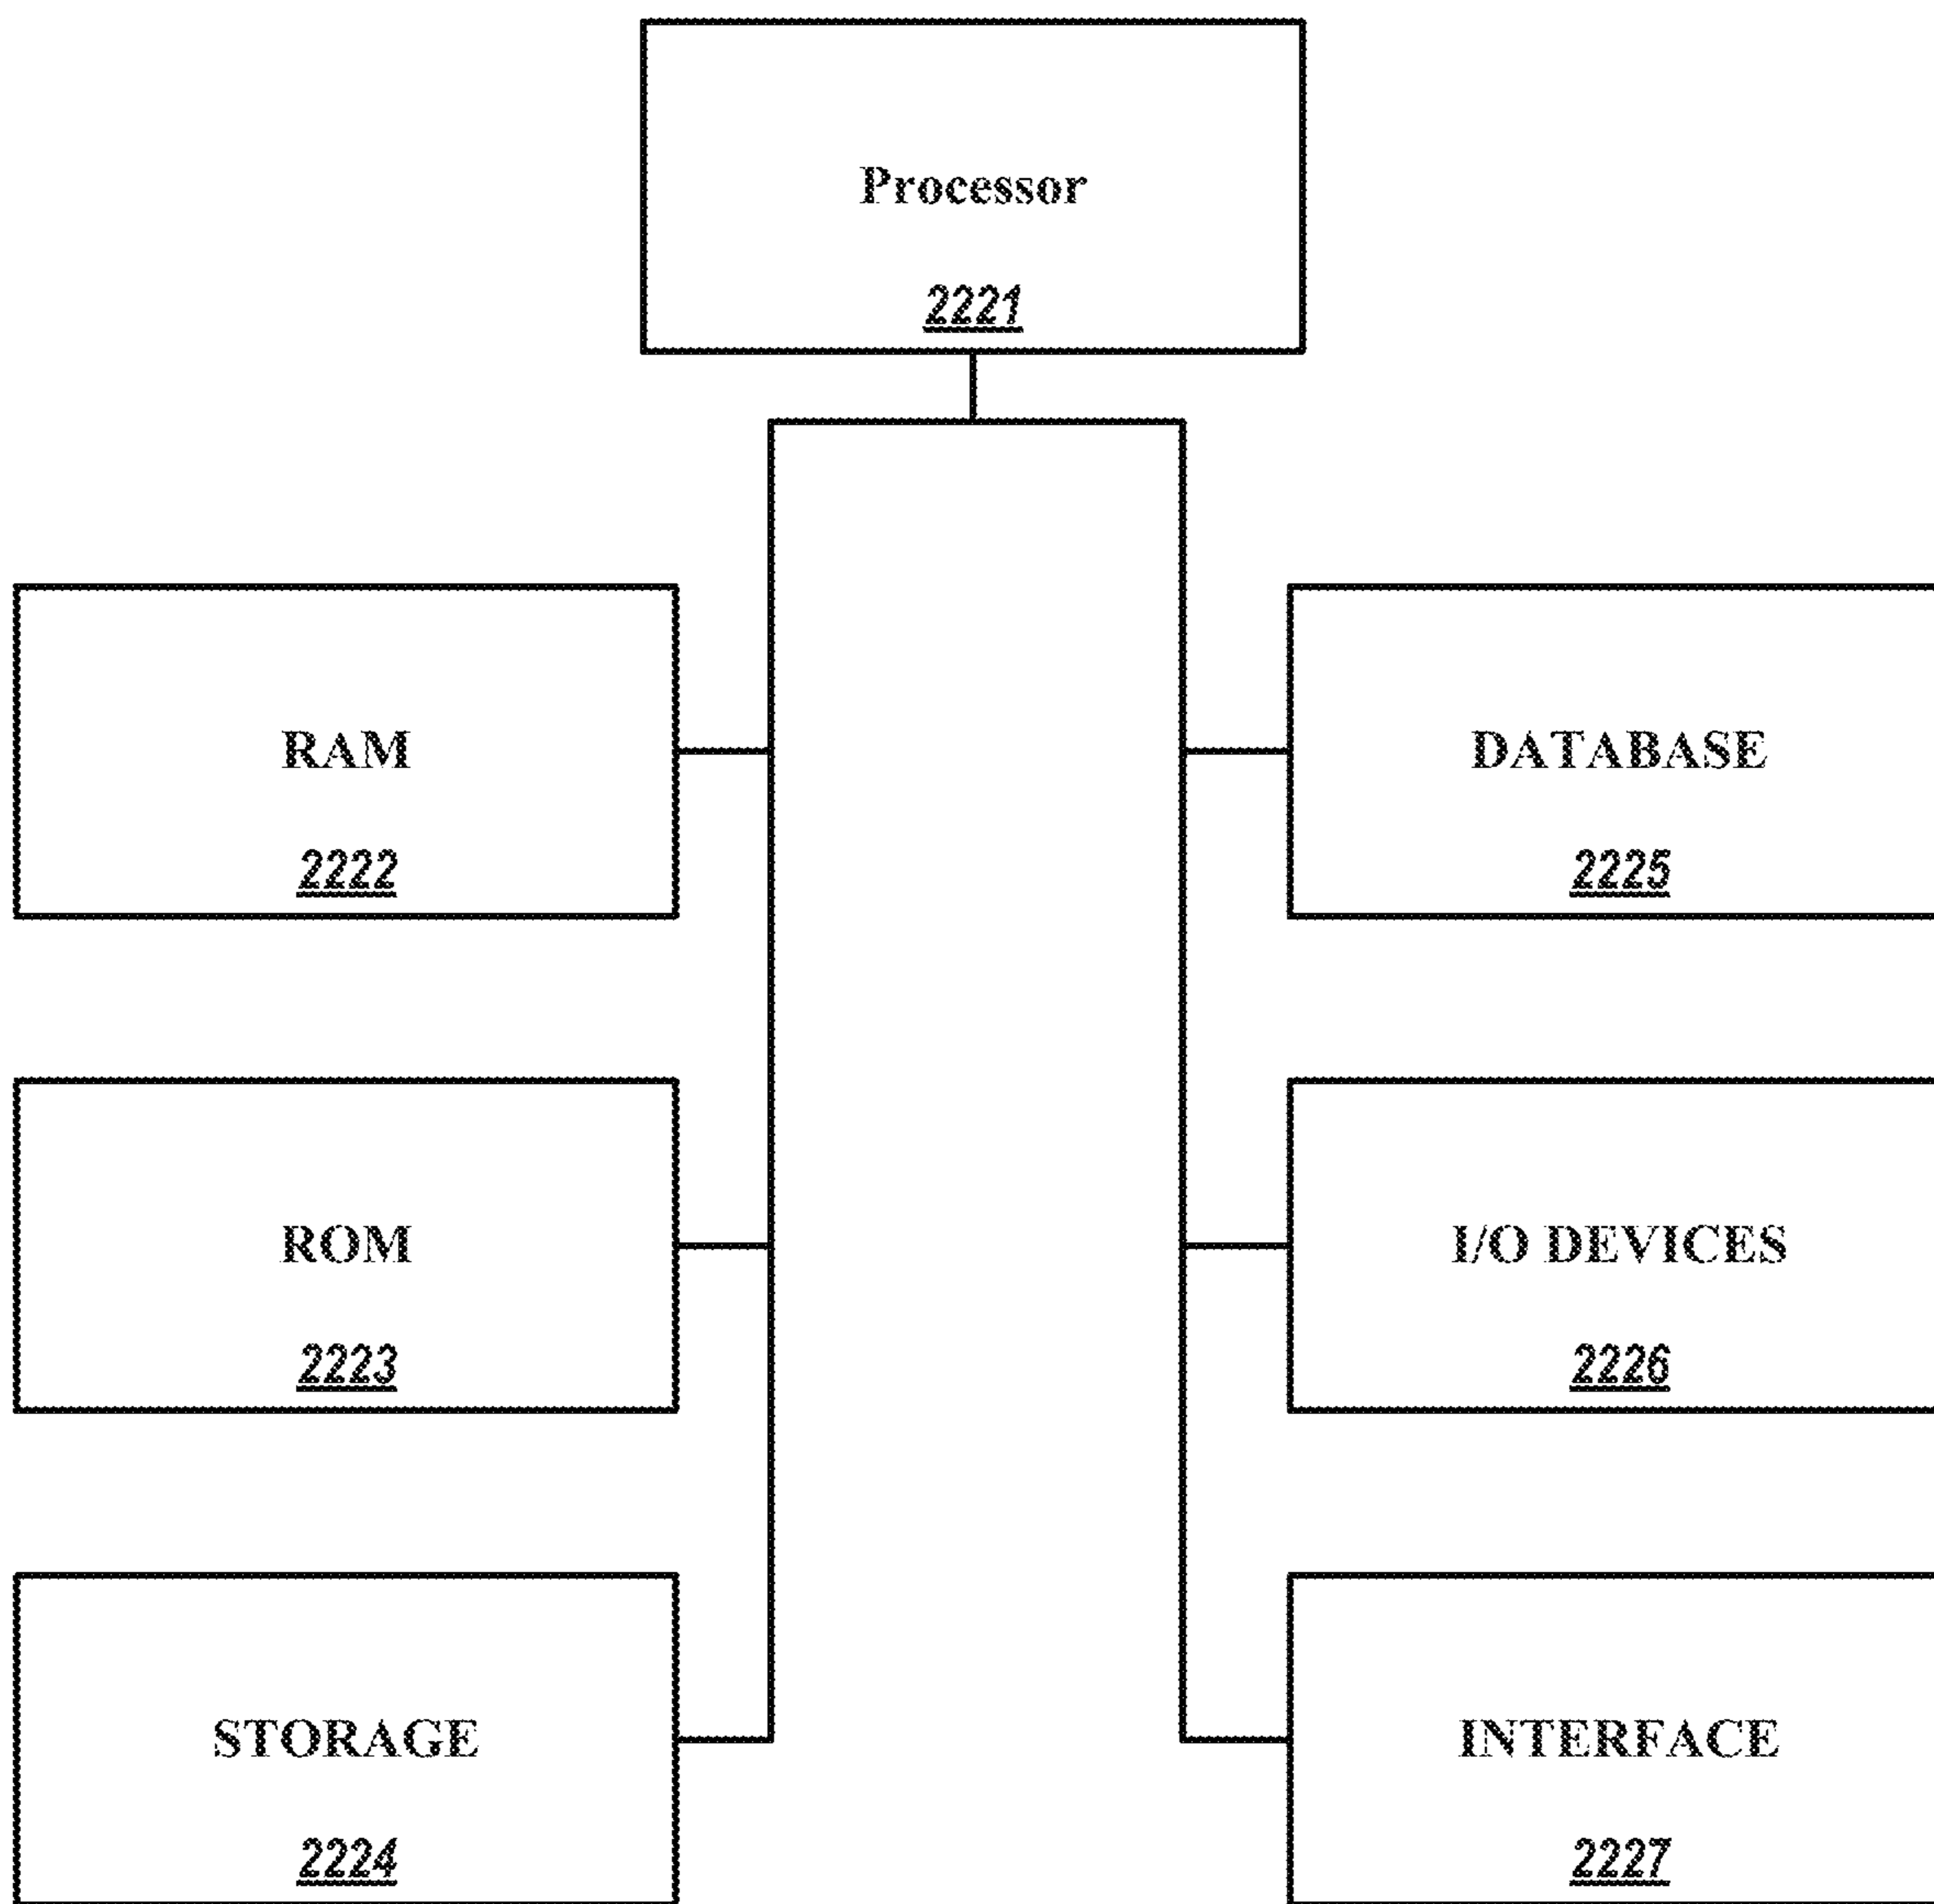 Processor
2221
RAM
2222
DATABASE
2225
ROM
2223
I/O DEVICES
2226
STORAGE
2224
INTERFACE
2227